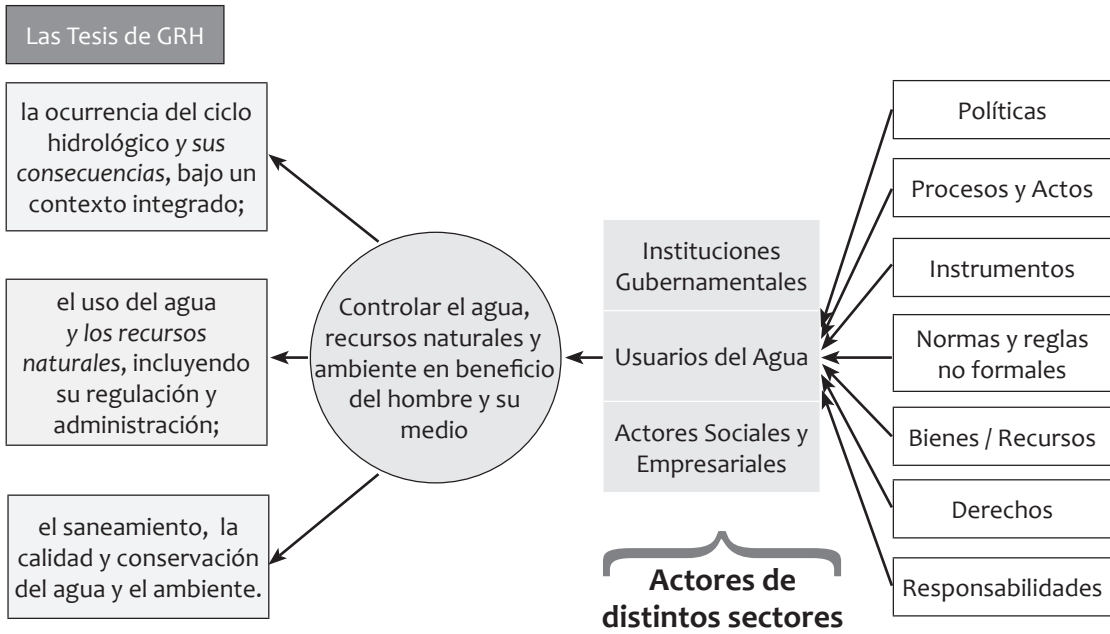 Las Tesis de GRH
la ocurrencia del ciclo
hidrológico y sus
consecuencias, bajo un
contexto integrado;
el uso del agua
y los recursos
naturales, incluyendo
su regulación y
administración;
el saneamiento, la
calidad y conservación
del agua y el ambiente.
Controlar el agua,
recursos naturales y
ambiente en beneficio
del hombre y su
medio
Instituciones
Gubernamentales
Usuarios del Agua
Actores Sociales y
Empresariales
Actores de
distintos sectores
Políticas
Procesos y Actos
Instrumentos
Normas y reglas
no formales
Bienes / Recursos
Derechos
Responsabilidades